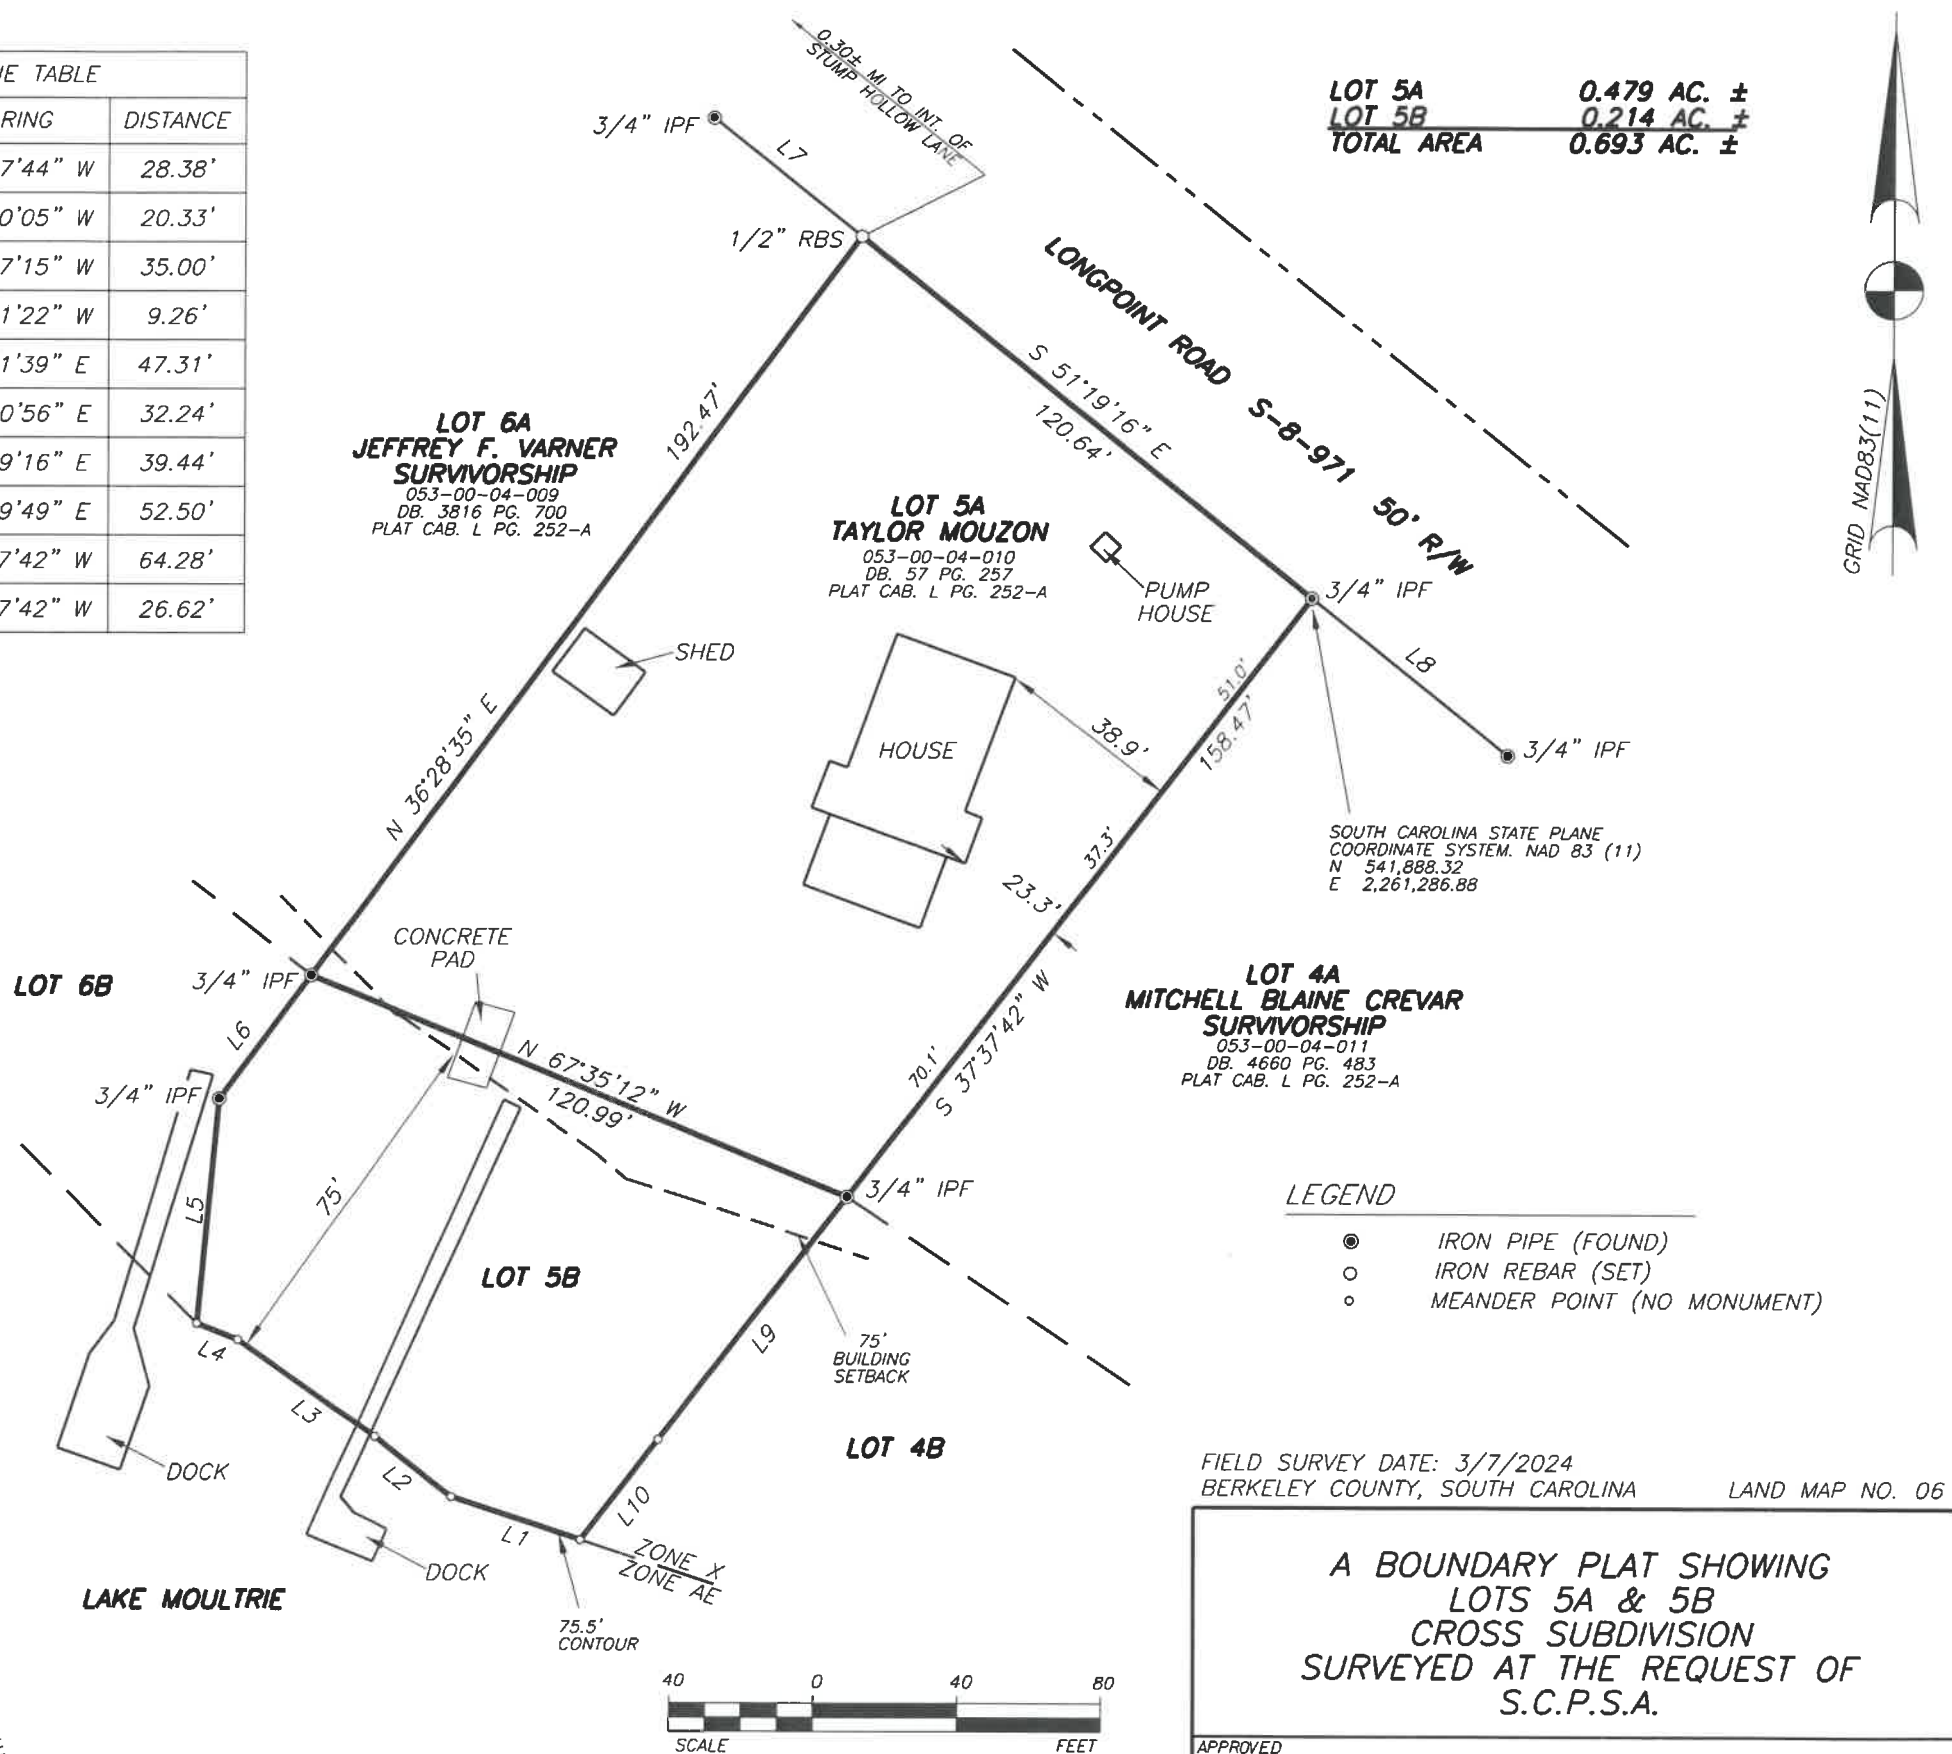 TABLE
DISTANCE
7'44" W 28.38'
0'05" W 20.33'
7'15" W 35.00'
1'22" W 9.26'
1'39" E 47.31'
0'56" E 32.24'
9'16" E 39.44'
9'49" E 52.50'
7'42" W 64.28'
7'42" W 26.62'
0.30± MI. TO INT. OF
STUMP HOLLOW LANE
LOT 5A 0.479 AC. ±
LOT 5B 0.214 AC. ±
TOTAL AREA 0.693 AC. ±
3/4" IPF
L7
1/2" RBS
LONGPOINT ROAD S-8-971 50' R/W
S 51°19'16" E
120.64'
GRID NAD83(11)
192.47'
N 36°28'35" E
LOT 6A
JEFFREY F. VARNER
SURVIVORSHIP
053-00-04-009
DB. 3816 PG. 700
PLAT CAB. L PG. 252-A
LOT 5A
TAYLOR MOUZON
053-00-04-010
DB. 57 PG. 257
PLAT CAB. L PG. 252-A
PUMP
HOUSE
3/4" IPF
L8
3/4" IPF
SHED
HOUSE
38.9'
51.0'
158.47'
37.3'
23.3'
SOUTH CAROLINA STATE PLANE
COORDINATE SYSTEM. NAD 83 (11)
N 541,888.32
E 2,261,286.88
CONCRETE
PAD
LOT 6B
3/4" IPF
LOT 4A
MITCHELL BLAINE CREVAR
SURVIVORSHIP
053-00-04-011
DB. 4660 PG. 483
PLAT CAB. L PG. 252-A
70.1'
S 37°37'42" W
L6
3/4" IPF
N 67°35'12" W
120.99'
L5
75'
3/4" IPF
LOT 5B
L9
75'
BUILDING
SETBACK
LEGEND
IRON PIPE (FOUND)
IRON REBAR (SET)
MEANDER POINT (NO MONUMENT)
L4
L3
L2
L1
L10
LOT 4B
DOCK
DOCK
ZONE X
ZONE AE
LAKE MOULTRIE
75.5'
CONTOUR
FIELD SURVEY DATE: 3/7/2024
BERKELEY COUNTY, SOUTH CAROLINA LAND MAP NO. 06
A BOUNDARY PLAT SHOWING
LOTS 5A & 5B
CROSS SUBDIVISION
SURVEYED AT THE REQUEST OF
S.C.P.S.A.
APPROVED
40 0 40 80
SCALE FEET